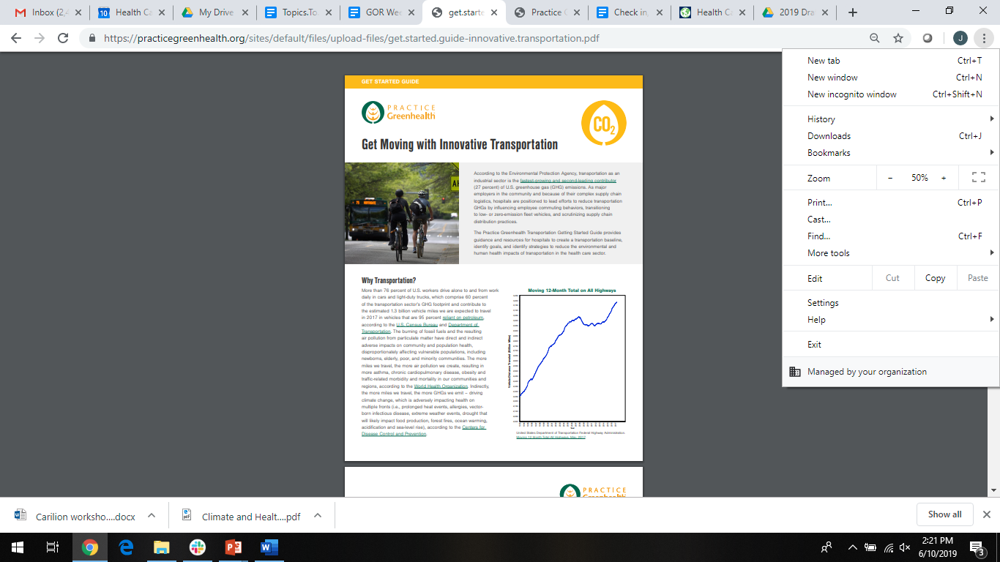 Inbox (2,4
10
Health Ca
My Drive
Topics.To
GOR Wee
get.starte
Practice G
Check in,
Health Ca
2019 Dra
https://practicegreenhealth.org/sites/default/files/upload-files/get.started.guide-innovative.transportation.pdf
J
New tab Ctrl+T
New window Ctrl+N
New incognito window Ctrl+Shift+N
History
Downloads Ctrl+J
Bookmarks
Zoom - 50% +
Print... Ctrl+P
Cast...
Find... Ctrl+F
More tools
Edit Cut Copy Paste
Settings
Help
Exit
Managed by your organization
GET STARTED GUIDE
PRACTICE
Greenhealth
CO2
Get Moving with Innovative Transportation
According to the Environmental Protection Agency, transportation as an
industrial sector is the fastest-growing and second-leading contributor
(27 percent) of U.S. greenhouse gas (GHG) emissions. As major
employers in the community and because of their complex supply chain
logistics, hospitals are positioned to lead efforts to reduce transportation
GHGs by influencing employee commuting behaviors, transitioning
to low- or zero-emission fleet vehicles, and scrutinizing supply chain
distribution practices.
The Practice Greenhealth Transportation Getting Started Guide provides
guidance and resources for hospitals to create a transportation baseline,
identify goals, and identify strategies to reduce the environmental and
human health impacts of transportation in the health care sector.
Why Transportation?
More than 76 percent of U.S. workers drive alone to and from work
daily in cars and light-duty trucks, which comprise 60 percent
of the transportation sector's GHG footprint and contribute to
the estimated 1.3 billion vehicle miles we are expected to travel
in 2017 in vehicles that are 95 percent reliant on petroleum,
according to the U.S. Census Bureau and Department of
Transportation. The burning of fossil fuels and the resulting
air pollution from particulate matter have direct and indirect
adverse impacts on community and population health,
disproportionately affecting vulnerable populations, including
newborns, elderly, poor, and minority communities. The more
miles we travel, the more air pollution we create, resulting in
more asthma, chronic cardiopulmonary disease, obesity and
traffic-related morbidity and mortality in our communities and
regions, according to the World Health Organization. Indirectly,
the more miles we travel, the more GHGs we emit – driving
climate change, which is adversely impacting health on
multiple fronts (i.e., prolonged heat events, allergies, vector-
born infectious disease, extreme weather events, drought that
will likely impact food production, forest fires, ocean warming,
acidification and sea-level rise), according to the Centers for
Disease Control and Prevention.
Moving 12-Month Total on All Highways
Vehicle-Distance Traveled (Billion Miles)
Year
United States Department of Transportation Federal Highway Administration.
Moving 12 Month Total All Highways, May, 2017
PRACTICE
Greenhealth
Carilion worksho....docx
Climate and Healt....pdf
Show all
2:21 PM
6/10/2019
3